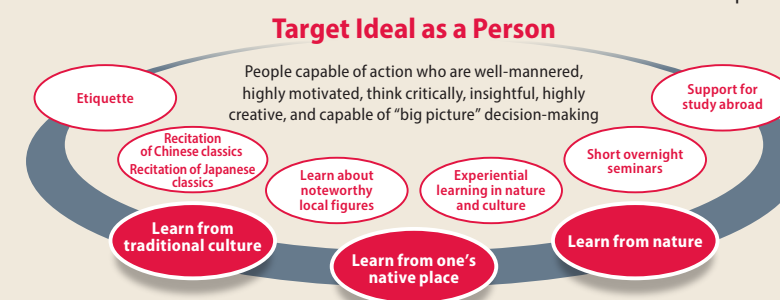 Target Ideal as a Person
People capable of action who are well-mannered,
highly motivated, think critically, insightful, highly
creative, and capable of “big picture” decision-making
Etiquette
Support for
study abroad
Recitation
of Chinese classics
Recitation of Japanese
classics
Learn about
noteworthy
local figures
Experiential
learning in nature
and culture
Short overnight
seminars
Learn from
traditional culture
Learn from one’s
native place
Learn from nature